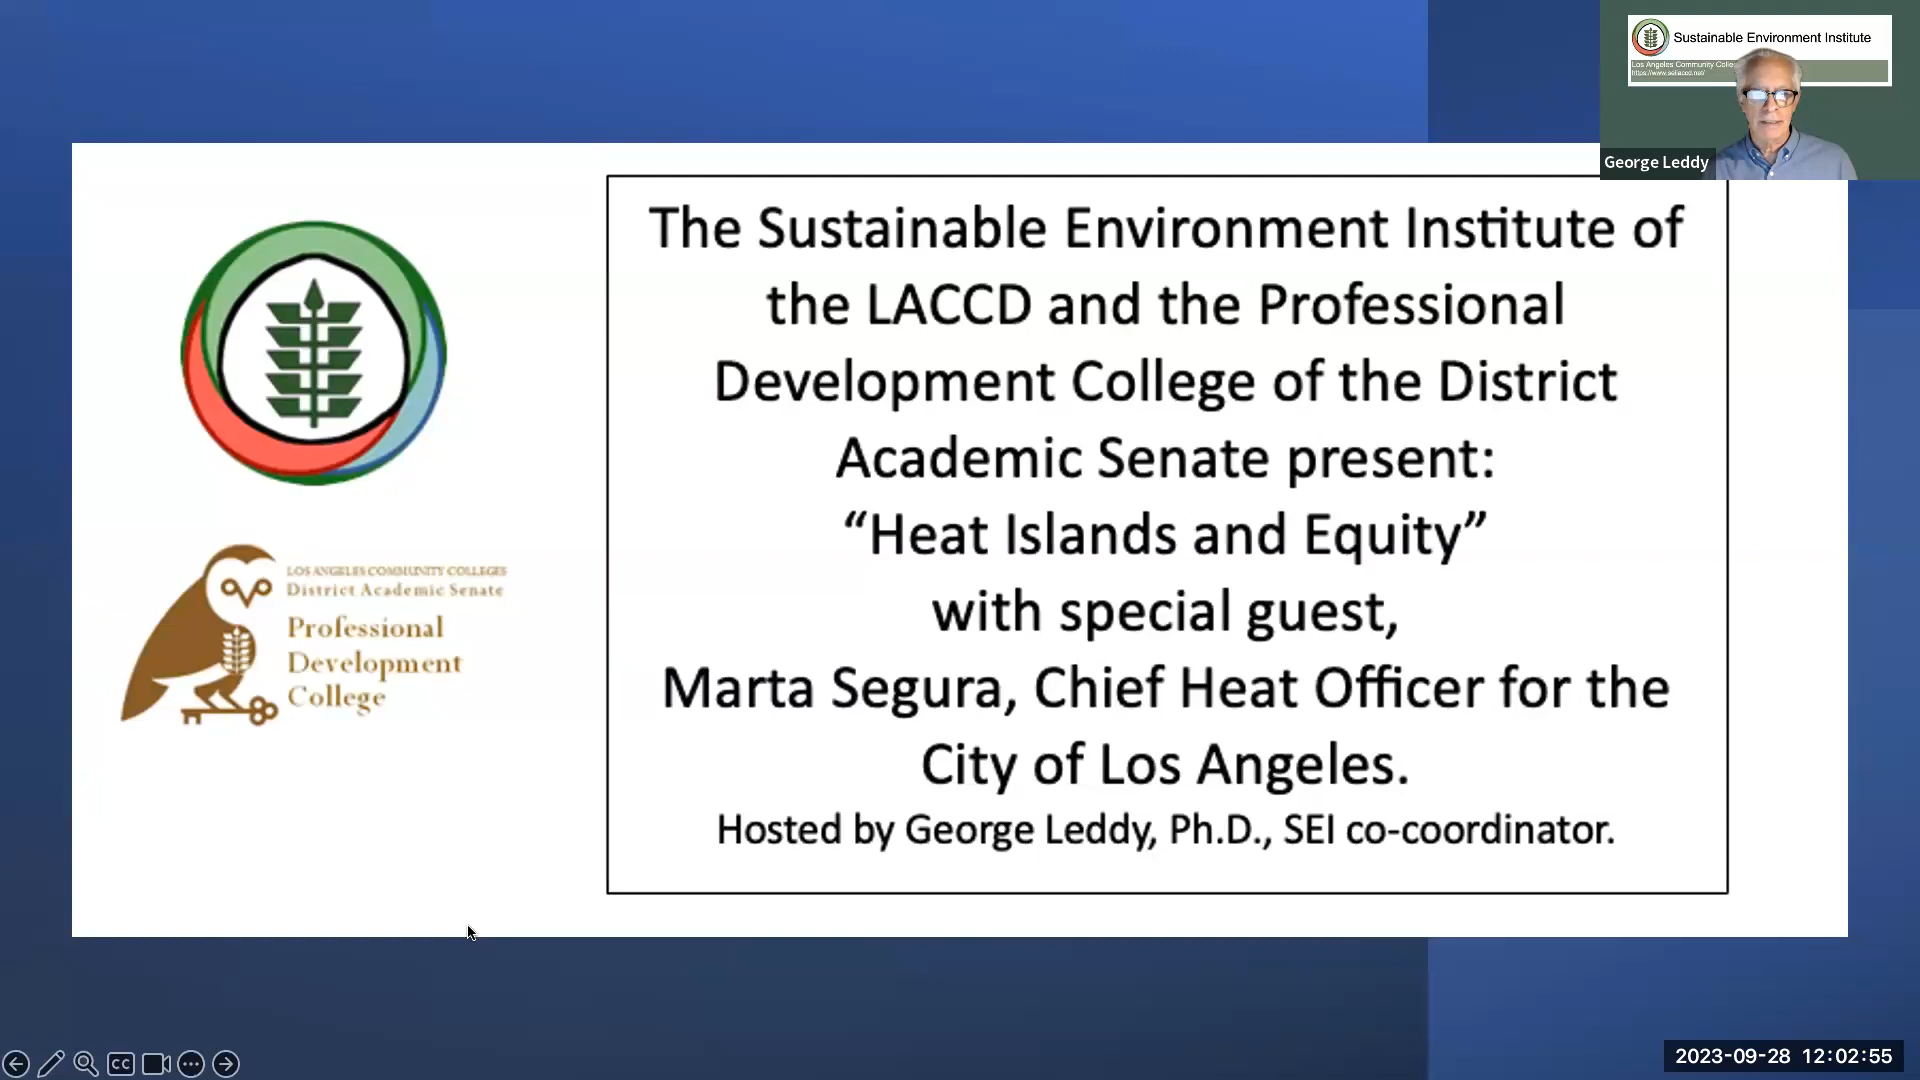 Sustainable Environment Institute
Los Angeles Community Colle
https://www.seilaccd.net/
George Leddy
The Sustainable Environment Institute of
the LACCD and the Professional
Development College of the District
Academic Senate present:
“Heat Islands and Equity”
with special guest,
Marta Segura, Chief Heat Officer for the
City of Los Angeles.
Hosted by George Leddy, Ph.D., SEI co-coordinator.
LOS ANGELES COMMUNITY COLLEGES
District Academic Senate
Professional
Development
College
CC
2023-09-28 12:02:55